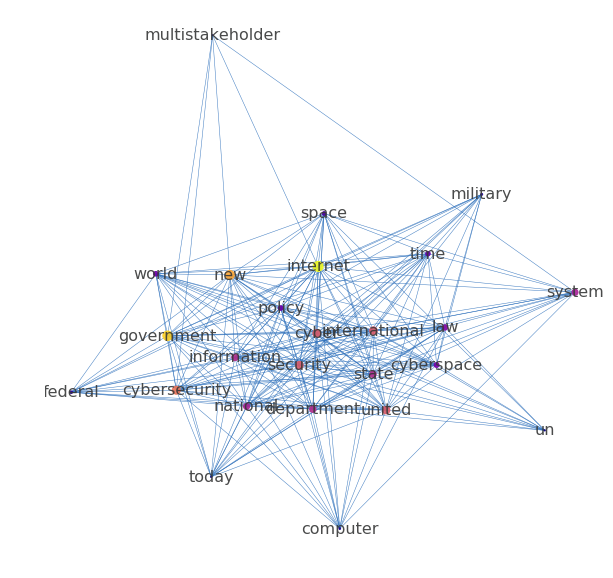 multistakeholder
military
space
time
internet
world
new
system
policy
law
government
cyber
international
information
security
cyberspace
state
federal
cybersecurity
national
department
united
un
today
computer